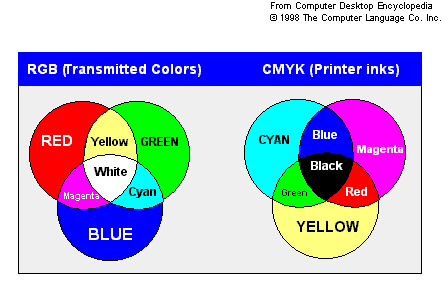 From Computer Desktop Encyclopedia
© 1998 The Computer Language Co. Inc.
RGB (Transmitted Colors)
RED
Yellow
GREEN
White
Magenta
Cyan
BLUE
CMYK (Printer inks)
CYAN
Blue
Magenta
Black
Green
Red
YELLOW